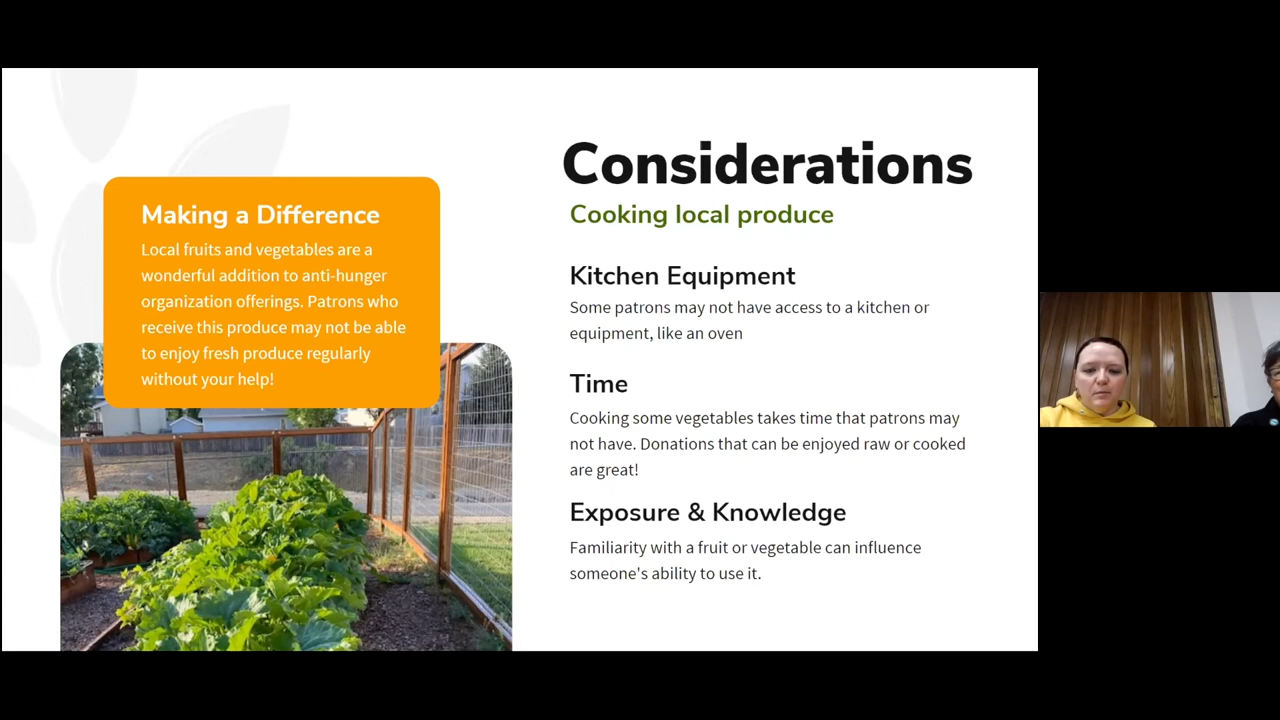 Making a Difference
Local fruits and vegetables are a
wonderful addition to anti-hunger
organization offerings. Patrons who
receive this produce may not be able
to enjoy fresh produce regularly
without your help!
Considerations
Cooking local produce
Kitchen Equipment
Some patrons may not have access to a kitchen or
equipment, like an oven
Time
Cooking some vegetables takes time that patrons may
not have. Donations that can be enjoyed raw or cooked
are great!
Exposure & Knowledge
Familiarity with a fruit or vegetable can influence
someone's ability to use it.